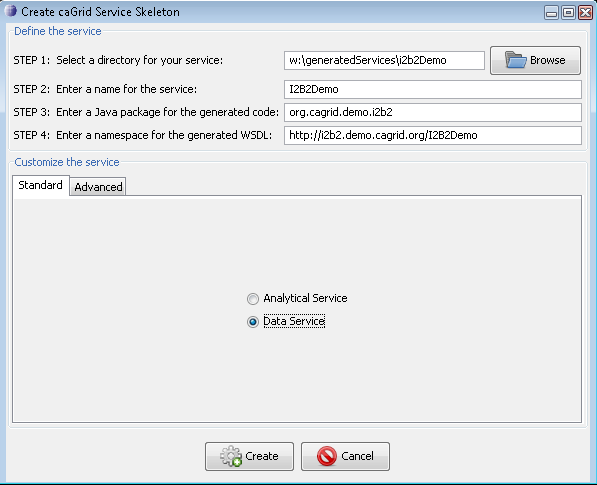 Create caGrid Service Skeleton
Define the service
STEP 1: Select a directory for your service: w:\generatedServices\i2b2Demo Browse
STEP 2: Enter a name for the service: I2B2Demo
STEP 3: Enter a Java package for the generated code: org.cagrid.demo.i2b2
STEP 4: Enter a namespace for the generated WSDL: http://i2b2.demo.cagrid.org/I2B2Demo
Customize the service
Standard Advanced
Analytical Service
Data Service
Create Cancel